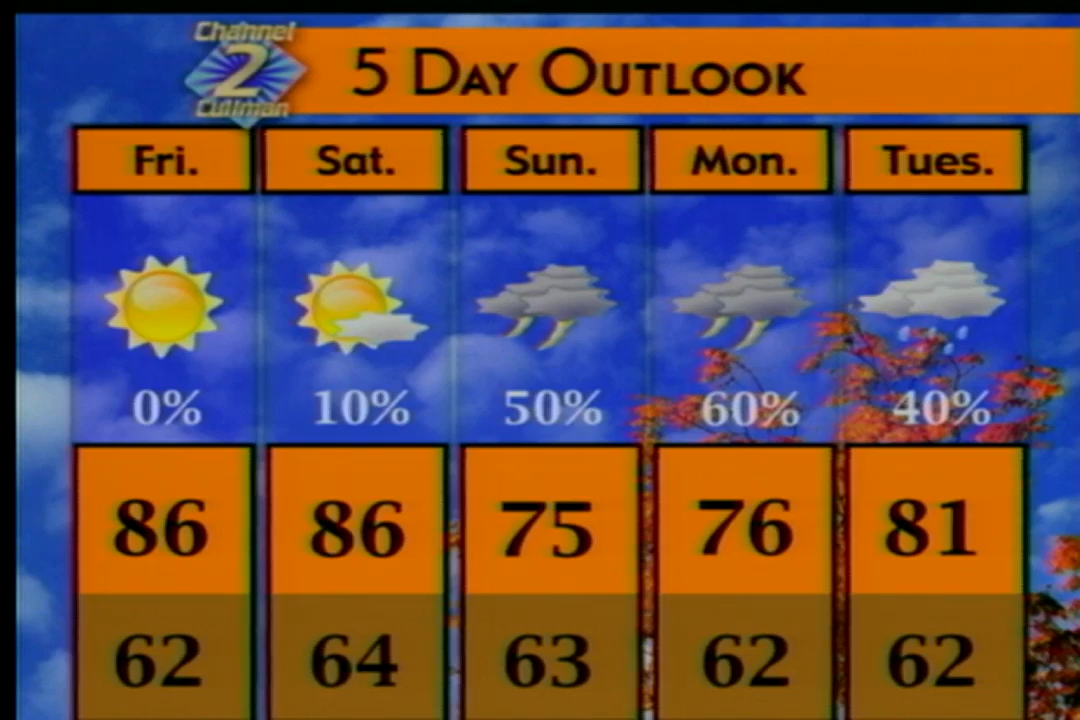 Channel
2
Cullman
5 Day Outlook
Fri. Sat. Sun. Mon. Tues.
0% 10% 50% 60% 40%
86 86 75 76 81
62 64 63 62 62